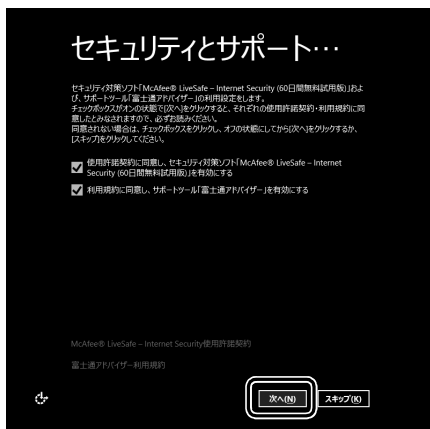 セキュリティとサポート…
セキュリティ対策ソフト「McAfee® LiveSafe – Internet Security (60日間無料試用版)」およ
び、サポートツール「富士通アドバイザー」の利用設定をします。
チェックボックスがオンの状態で[次へ]をクリックすると、それぞれの使用許諾契約・利用規約に同
意したとみなされますので、必ずお読みください。
同意されない場合は、チェックボックスをクリックし、オフの状態にしてから[次へ]をクリックするか、
[スキップ]をクリックしてください。
使用許諾契約に同意し、セキュリティ対策ソフト「McAfee® LiveSafe – Internet
Security (60日間無料試用版)」を有効にする
利用規約に同意し、サポートツール「富士通アドバイザー」を有効にする
McAfee® LiveSafe – Internet Security使用許諾契約
富士通アドバイザー利用規約
次へ(N) スキップ(K)